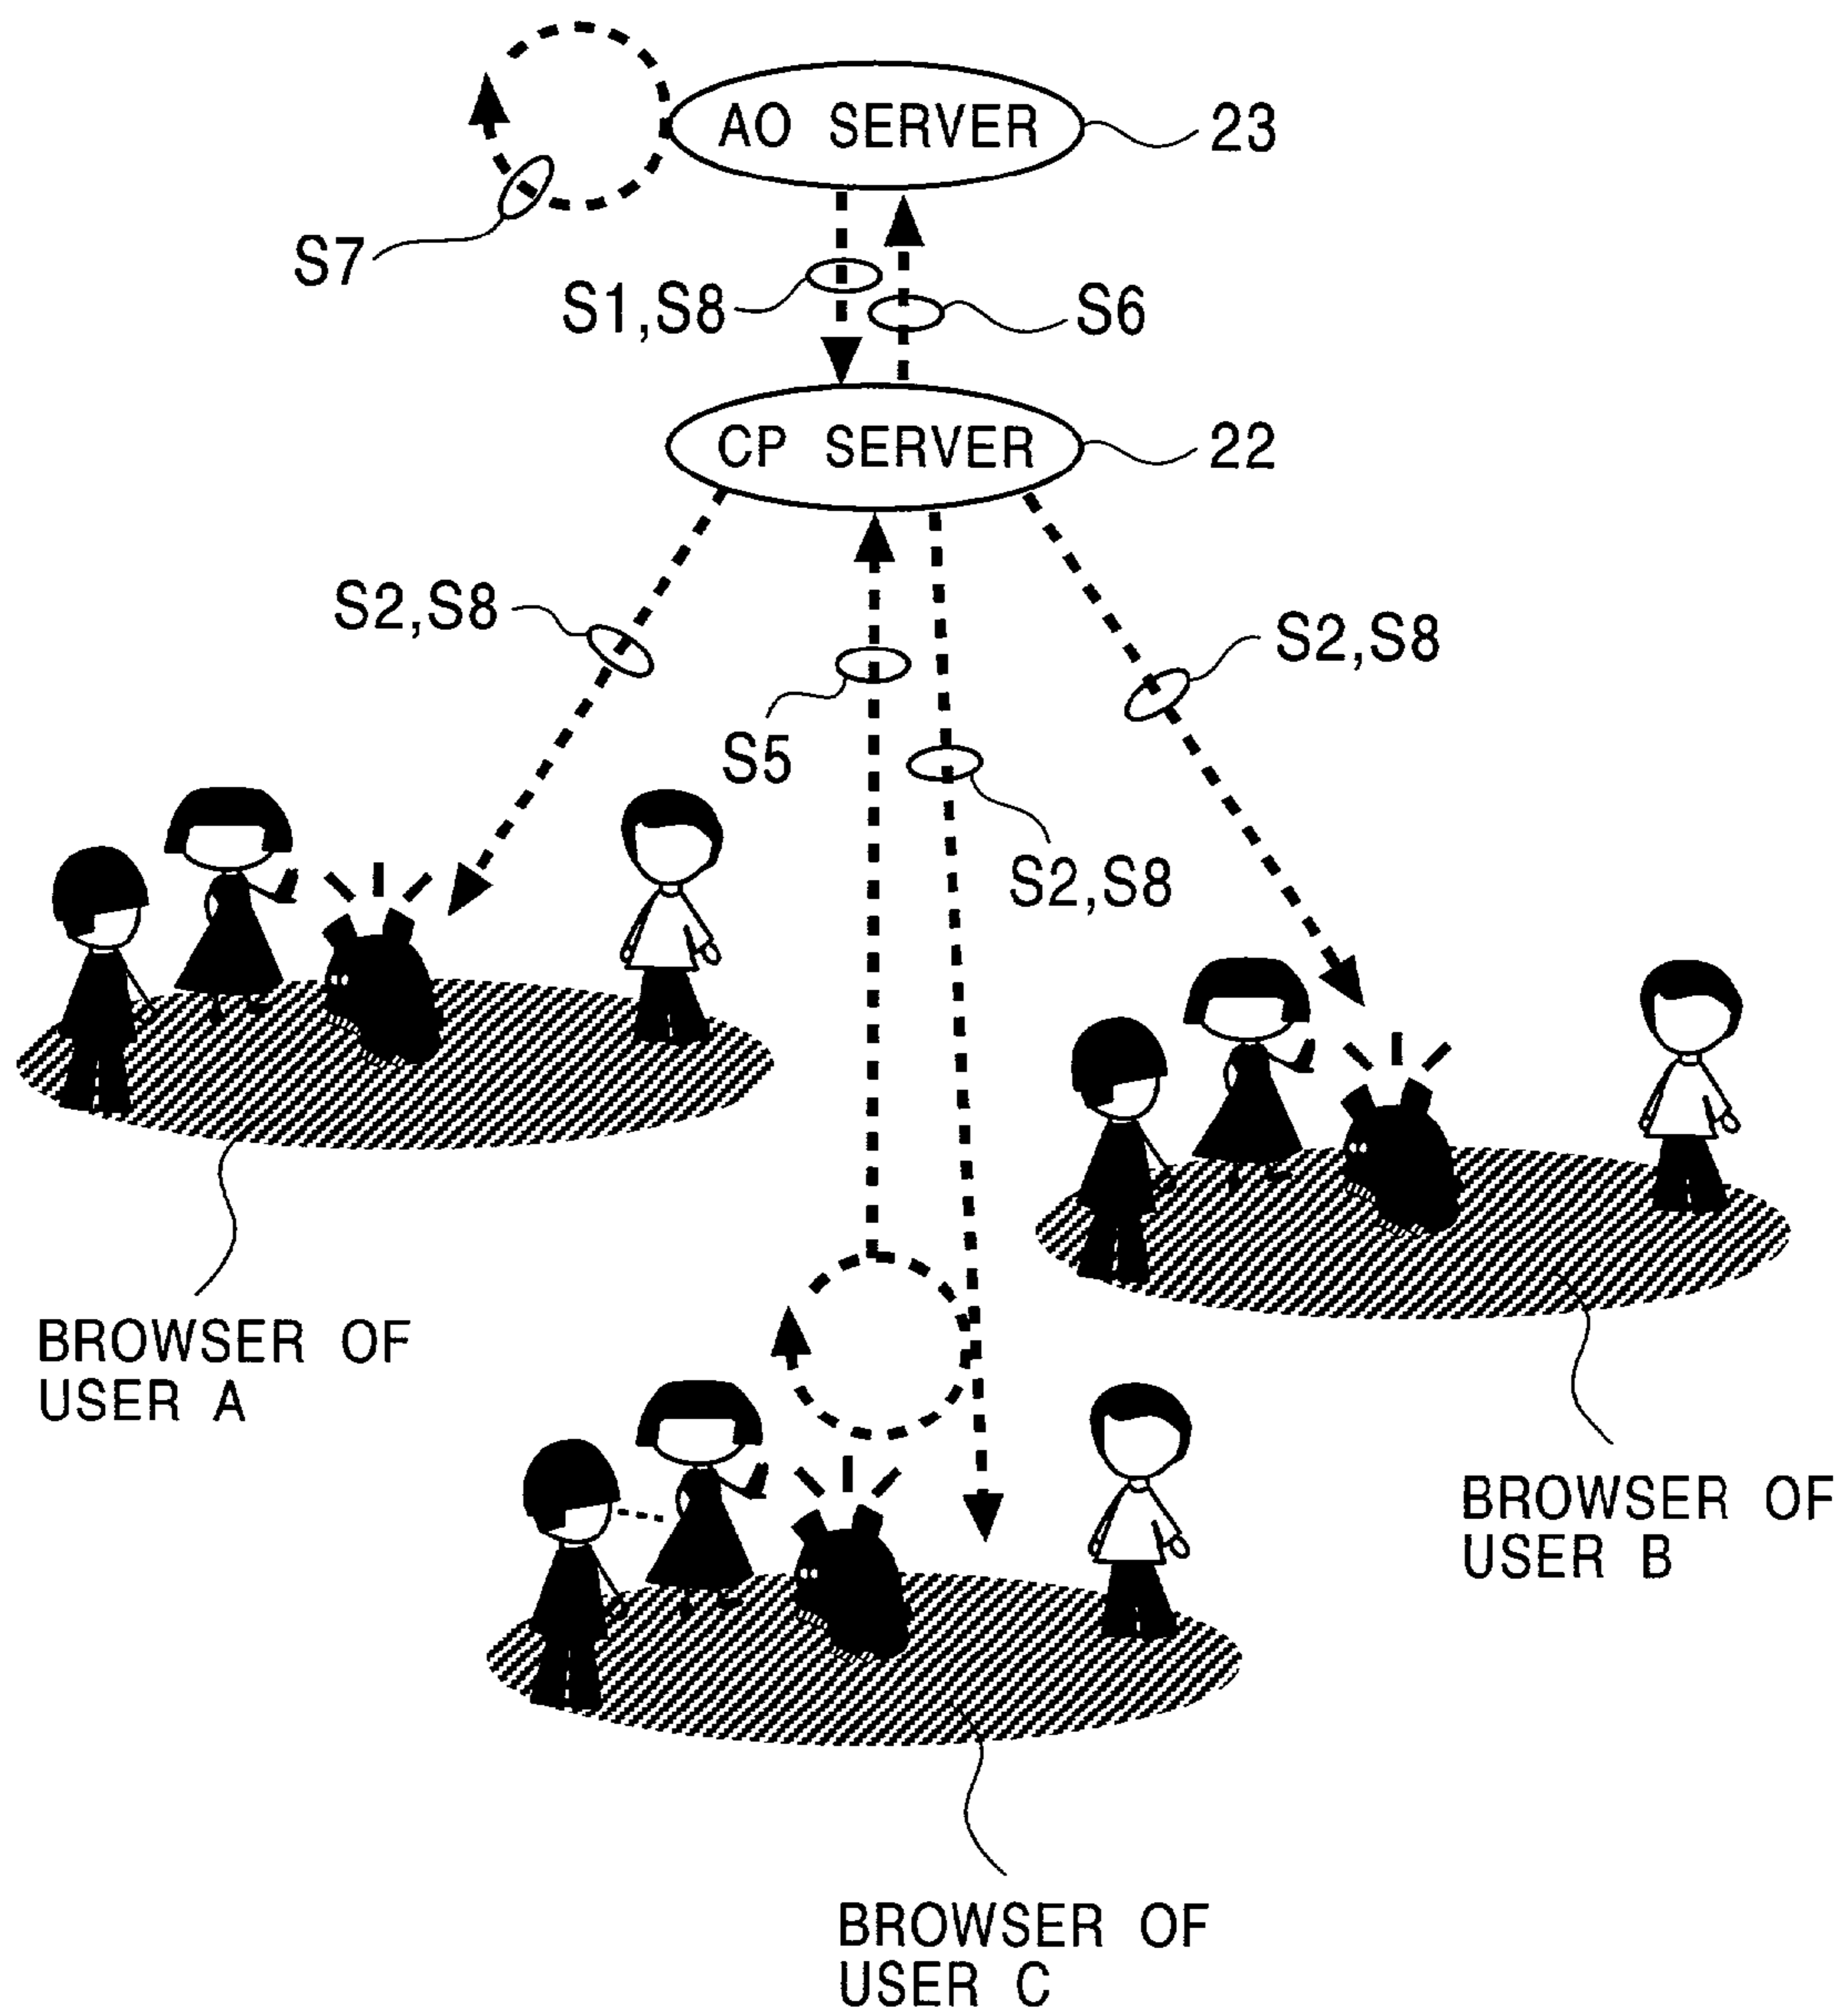 AO SERVER
23
S7
S1,S8
S6
CP SERVER
22
S2,S8
S2,S8
S5
S2,S8
BROWSER OF
USER A
BROWSER OF
USER B
BROWSER OF
USER C